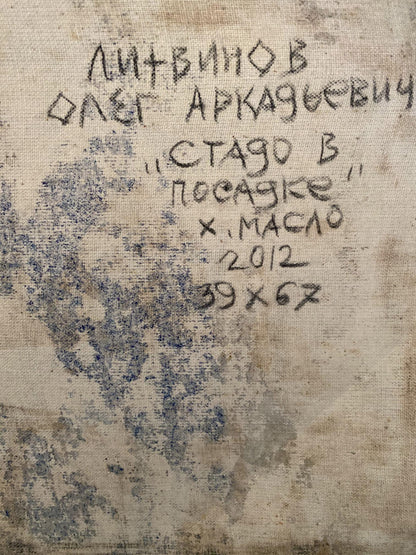 ЛИТВИНОВ
ОЛЕГ АРКАДЬЕВИЧ
„СТАДО В
ПОСАДКЕ"
Х. МАСЛО
2012
39 X 67